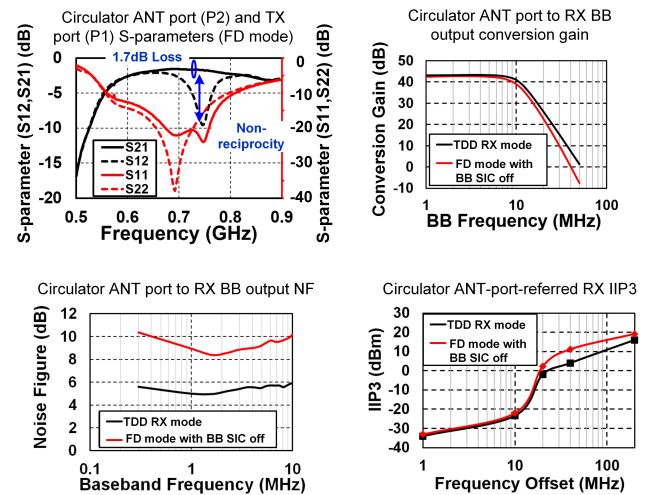 Circulator ANT port (P2) and TX
port (P1) S-parameters (FD mode)
S-parameter (S12,S21) (dB)
0
-5
-10
-15
-20
1.7dB Loss
Non-
reciprocity
S21
S12
S11
S22
0
-10
-20
-30
-40
S-parameter (S11,S22) (dB)
0.5
0.6
0.7
0.8
0.9
Frequency (GHz)
Circulator ANT port to RX BB
output conversion gain
Conversion Gain (dB)
50
40
30
20
10
0
-10
TDD RX mode
FD mode with
BB SIC off
1
10
100
BB Frequency (MHz)
Circulator ANT port to RX BB output NF
Noise Figure (dB)
12
10
8
6
4
2
0
TDD RX mode
FD mode with BB SIC off
0.1
1
10
Baseband Frequency (MHz)
Circulator ANT-port-referred RX IIP3
IIP3 (dBm)
30
20
10
0
-10
-20
-30
-40
TDD RX mode
FD mode with
BB SIC off
1
10
100
Frequency Offset (MHz)